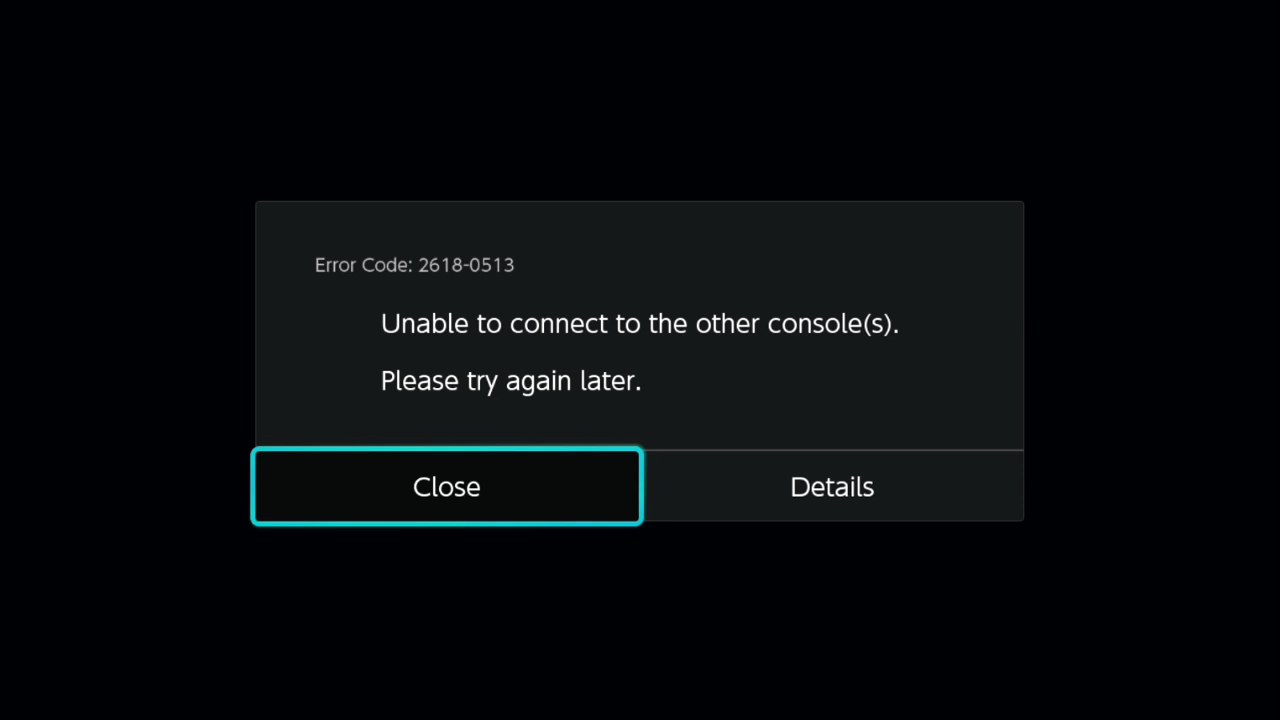 Error Code: 2618-0513
Unable to connect to the other console(s).
Please try again later.
Close
Details